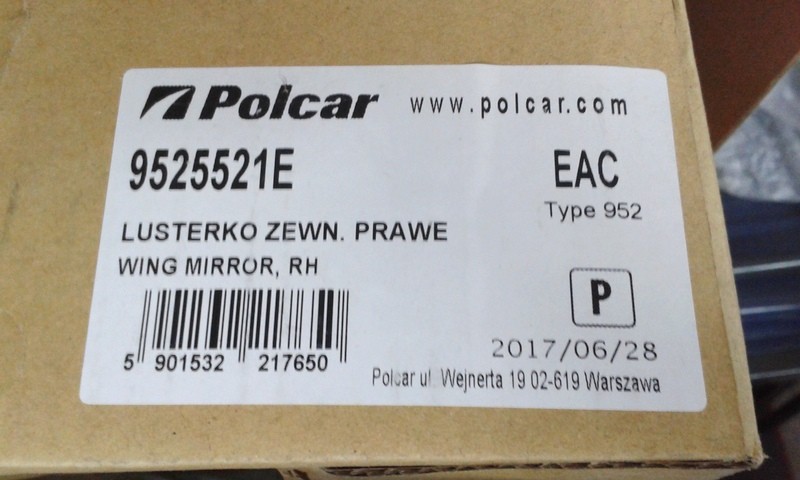 Polcar www.polcar.com
9525521E
EAC
Type 952
LUSTERKO ZEWN. PRAWE
WING MIRROR, RH
P
5 901532 217650
2017/06/28
Polcar ul. Wejnerta 19 02-619 Warszawa